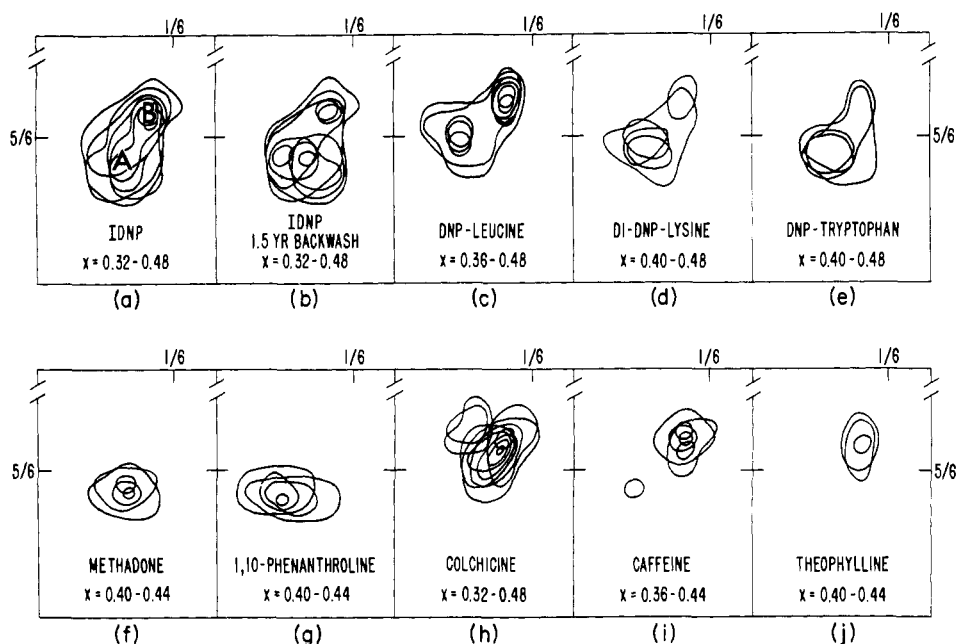 1/6 1/6 1/6 1/6 1/6
5/6 5/6
A B
IDNP
x = 0.32 - 0.48
IDNP
1.5 YR BACKWASH
x = 0.32 - 0.48
DNP-LEUCINE
x = 0.36 - 0.48
DI-DNP-LYSINE
x = 0.40 - 0.48
DNP-TRYPTOPHAN
x = 0.40 - 0.48
(a) (b) (c) (d) (e)
1/6 1/6 1/6 1/6 1/6
5/6 5/6
METHADONE
x = 0.40 - 0.44
1,10-PHENANTHROLINE
x = 0.40 - 0.44
COLCHICINE
x = 0.32 - 0.48
CAFFEINE
x = 0.36 - 0.44
THEOPHYLLINE
x = 0.40 - 0.44
(f) (g) (h) (i) (j)